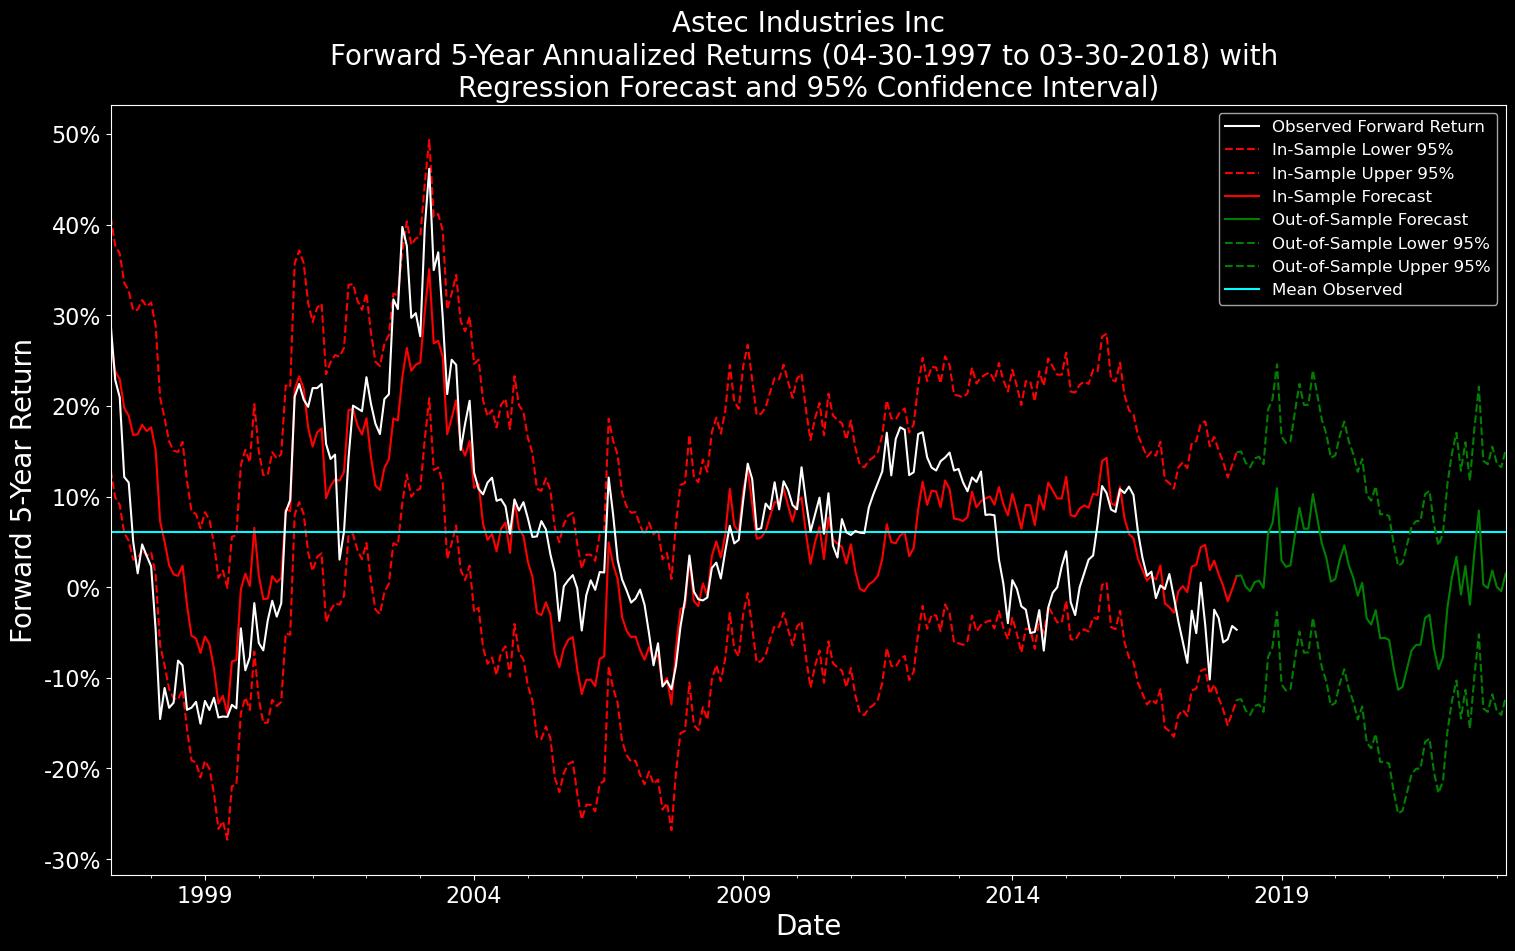 Astec Industries Inc
Forward 5-Year Annualized Returns (04-30-1997 to 03-30-2018) with
Regression Forecast and 95% Confidence Interval)
Observed Forward Return
In-Sample Lower 95%
In-Sample Upper 95%
In-Sample Forecast
Out-of-Sample Forecast
Out-of-Sample Lower 95%
Out-of-Sample Upper 95%
Mean Observed
Forward 5-Year Return
50%
40%
30%
20%
10%
0%
-10%
-20%
-30%
1999
2004
2009
2014
2019
Date